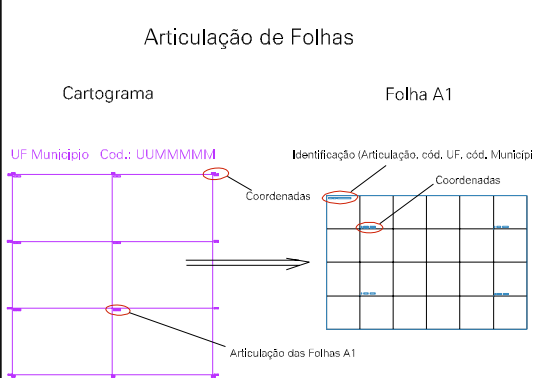 Articulação de Folhas
Cartograma
Folha A1
UF Municipio Cod.: UUMMMMM
Identificação (Articulação, cód. UF, cód. Municípi
Coordenadas
Coordenadas
Articulação das Folhas A1